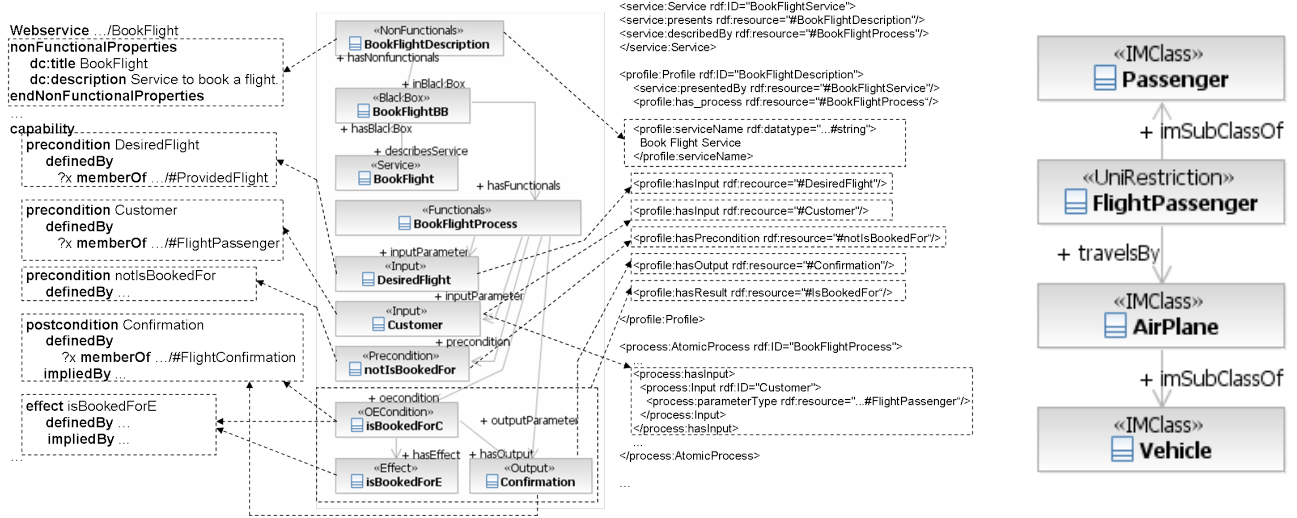 Webservice …/BookFlight
nonFunctionalProperties
dc:title BookFlight
dc:description Service to book a flight.
endNonFunctionalProperties
...
capability
precondition DesiredFlight
definedBy
?x memberOf …/#ProvidedFlight
precondition Customer
definedBy
?x memberOf …/#FlightPassenger
precondition notIsBookedFor
definedBy …
postcondition Confirmation
definedBy
?x memberOf …/#FlightConfirmation
impliedBy …
effect isBookedForE
definedBy …
impliedBy …
...
«NonFunctionals»
BookFlightDescription
+ hasNonfunctionals
+ inBlackBox
«BlackBox»
BookFlightBB
+ hasBlackBox
+ describesService
«Service»
BookFlight
+ hasFunctionals
«Functionals»
BookFlightProcess
+ inputParameter
«Input»
DesiredFlight
+ inputParameter
«Input»
Customer
+ precondition
«Precondition»
notIsBookedFor
+ oecondition
«OECondition»
isBookedForC
+ outputParameter
+ hasEffect
+ hasOutput
«Effect»
isBookedForE
«Output»
Confirmation
<service:Service rdf:ID="BookFlightService">
<service:presents rdf:resource="#BookFlightDescription"/>
<service:describedBy rdf:resource="#BookFlightProcess"/>
</service:Service>
<profile:Profile rdf:ID="BookFlightDescription">
<service:presentedBy rdf:resource="#BookFlightService"/>
<profile:has_process rdf:resource="#BookFlightProcess“/>
<profile:serviceName rdf:datatype="...#string">
Book Flight Service
</profile:serviceName>
<profile:hasInput rdf:resource="#DesiredFlight"/>
<profile:hasInput rdf:resource="#Customer"/>
<profile:hasPrecondition rdf:resource="#notIsBookedFor“/>
<profile:hasOutput rdf:resource="#Confirmation"/>
<profile:hasResult rdf:resource="#IsBookedFor“/>
</profile:Profile>
<process:AtomicProcess rdf:ID="BookFlightProcess">
...
<process:hasInput>
<process:Input rdf:ID="Customer">
<process:parameterType rdf:resource="...#FlightPassenger“/>
</process:Input>
</process:hasInput>
...
</process:AtomicProcess>
...
«IMClass»
Passenger
+ imSubClassOf
«UniRestriction»
FlightPassenger
+ travelsBy
«IMClass»
AirPlane
+ imSubClassOf
«IMClass»
Vehicle